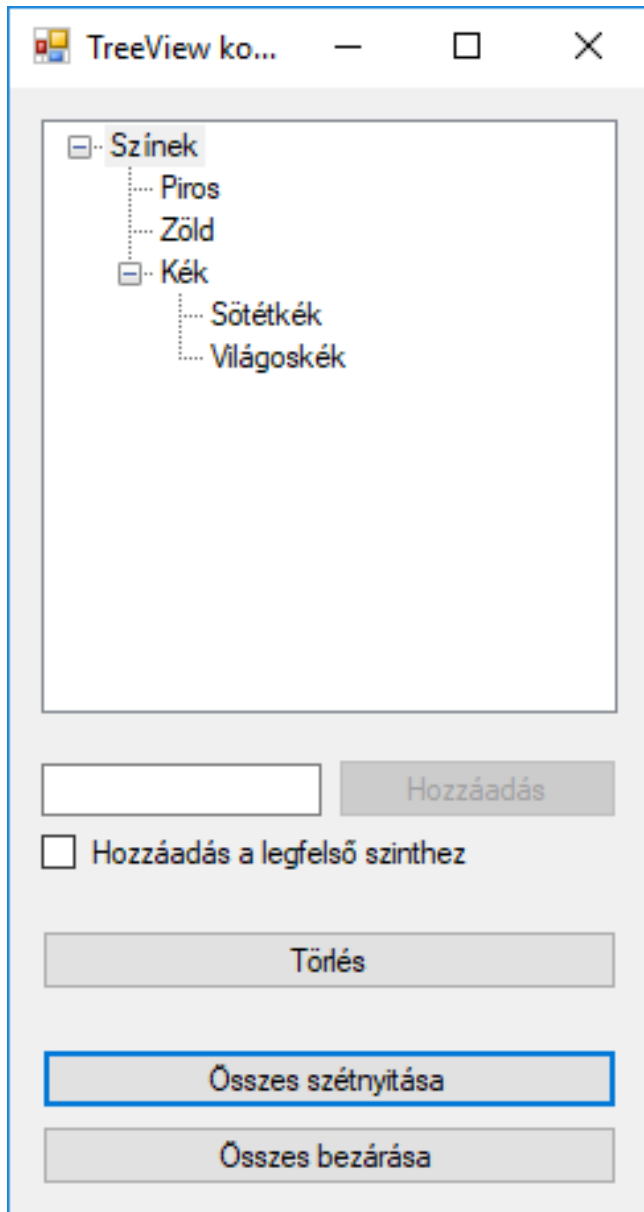 TreeView ko...
Színek
Piros
Zöld
Kék
Sötétkék
Világoskék
Hozzáadás
Hozzáadás a legfelső szinthez
Törlés
Összes szétnyitása
Összes bezárása